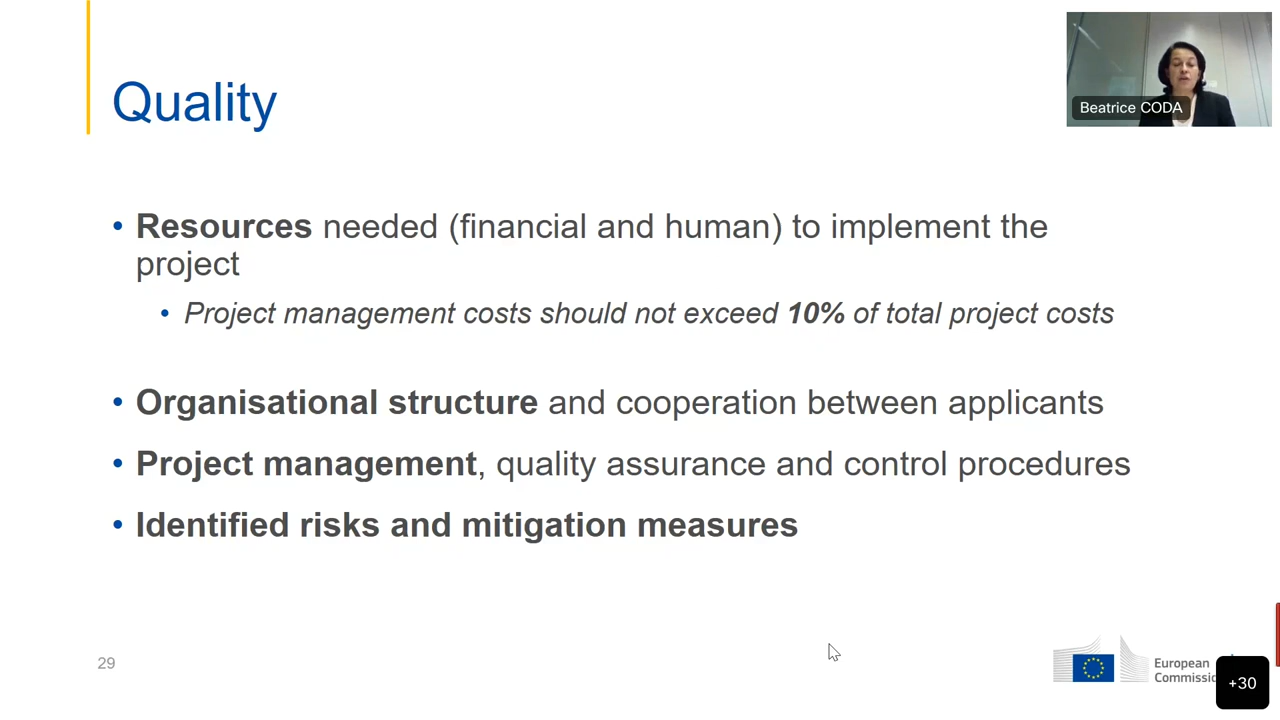 Quality
Beatrice CODA
• Resources needed (financial and human) to implement the
project
• Project management costs should not exceed 10% of total project costs
• Organisational structure and cooperation between applicants
• Project management, quality assurance and control procedures
• Identified risks and mitigation measures
29
European
Commissi
+30